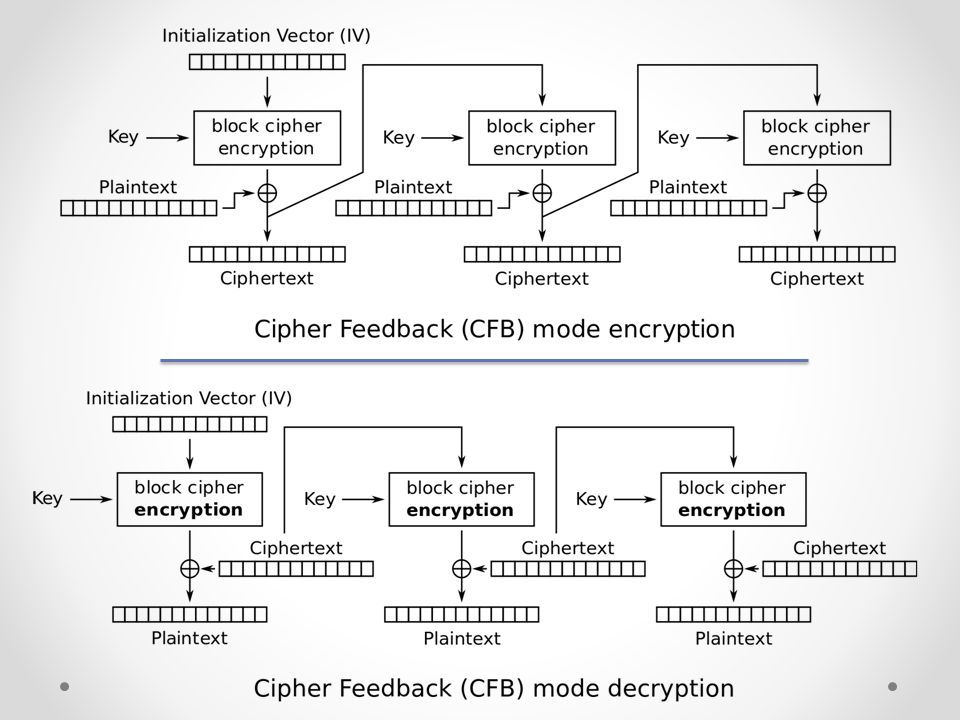 Initialization Vector (IV)
Key
block cipher
encryption
Key
block cipher
encryption
Key
block cipher
encryption
Plaintext
Plaintext
Plaintext
Ciphertext
Ciphertext
Ciphertext
Cipher Feedback (CFB) mode encryption
Initialization Vector (IV)
Key
block cipher
encryption
Key
block cipher
encryption
Key
block cipher
encryption
Ciphertext
Ciphertext
Ciphertext
Plaintext
Plaintext
Plaintext
Cipher Feedback (CFB) mode decryption